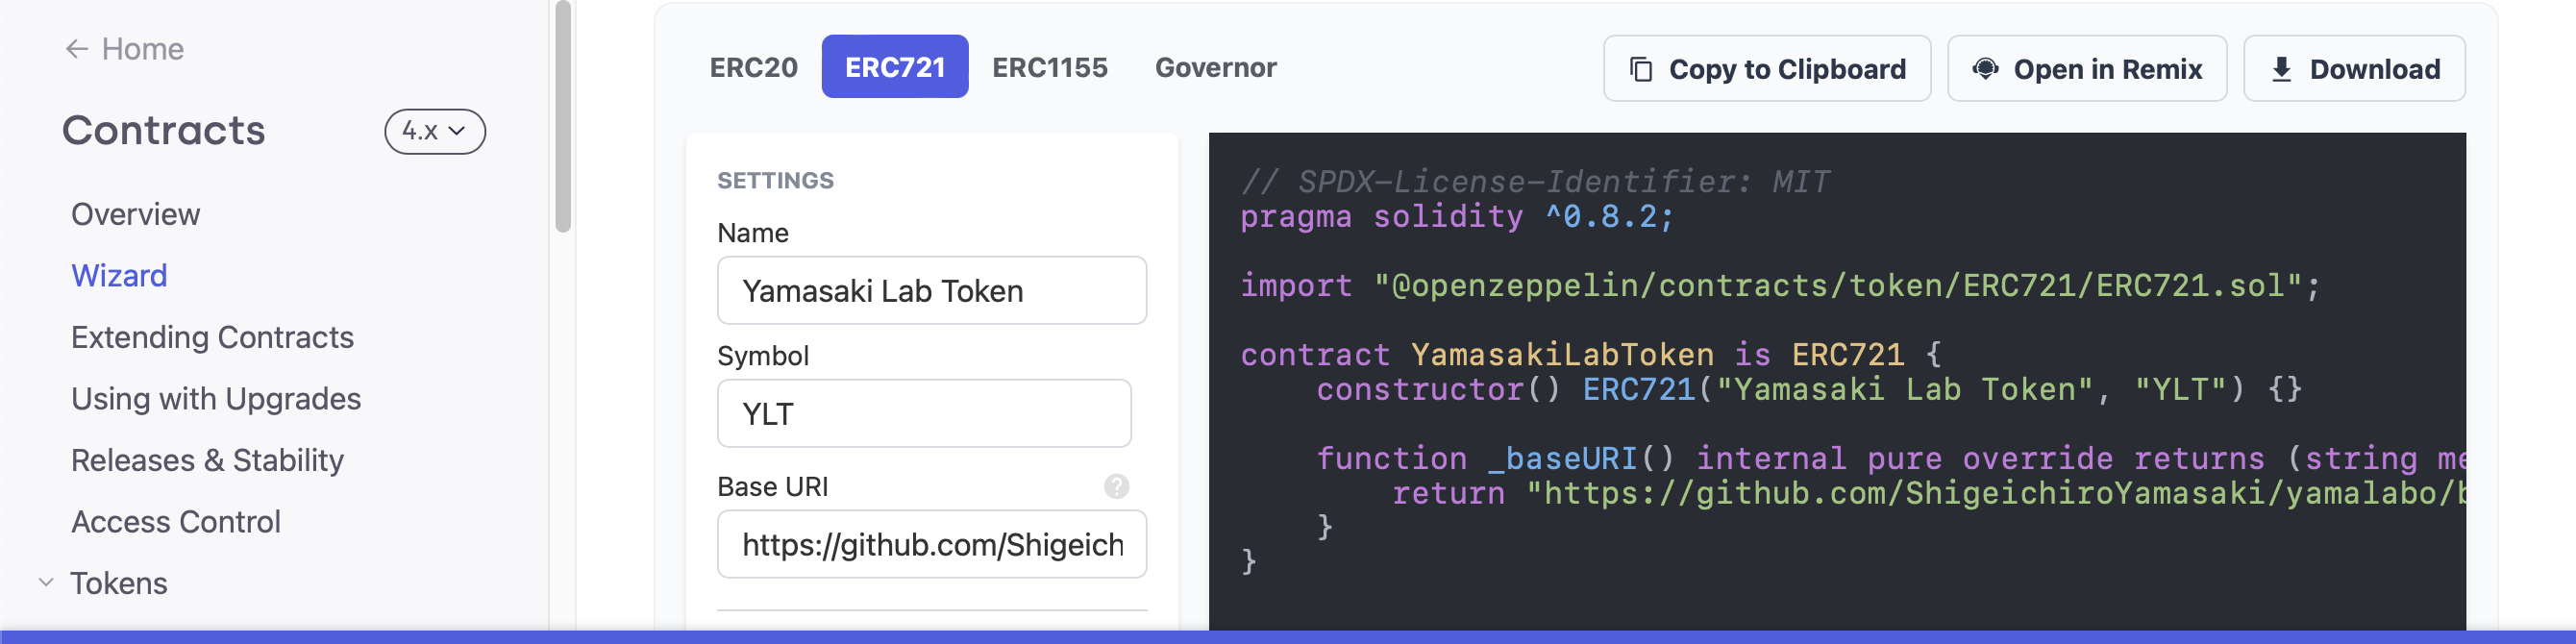 ← Home
Contracts
4.x
Overview
Wizard
Extending Contracts
Using with Upgrades
Releases & Stability
Access Control
Tokens
ERC20 ERC721 ERC1155 Governor
Copy to Clipboard
Open in Remix
Download
SETTINGS
Name
Yamasaki Lab Token
Symbol
YLT
Base URI ?
https://github.com/Shigeich
// SPDX-License-Identifier: MIT
pragma solidity ^0.8.2;
import "@openzeppelin/contracts/token/ERC721/ERC721.sol";
contract YamasakiLabToken is ERC721 {
constructor() ERC721("Yamasaki Lab Token", "YLT") {}
function _baseURI() internal pure override returns (string me
return "https://github.com/ShigeichiroYamasaki/yamalabo/b
}
}